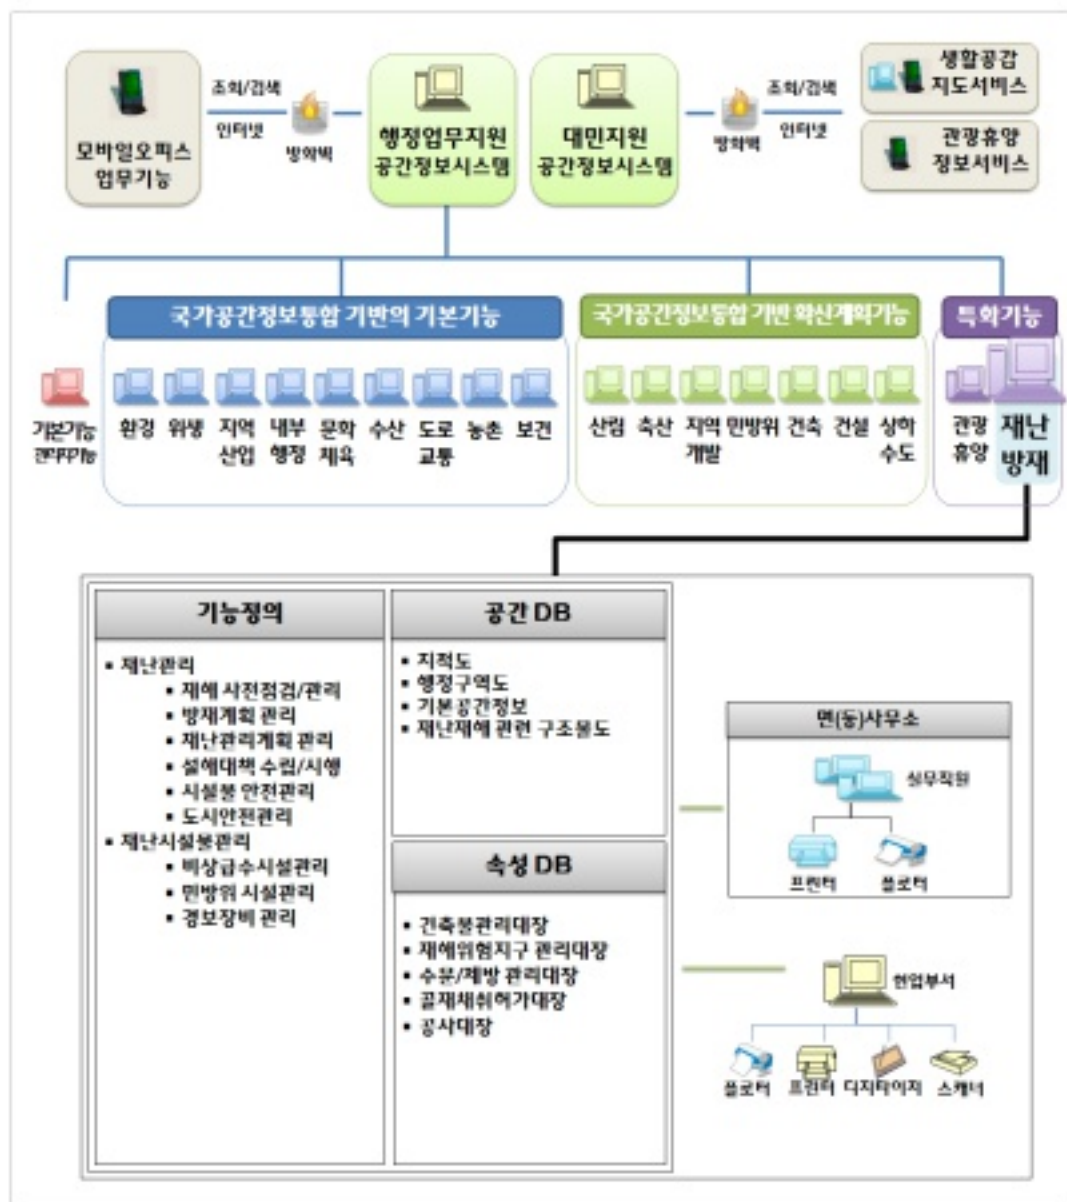 모바일오피스
업무기능
조회/검색
인터넷
방화벽
행정업무지원
공간정보시스템
대민지원
공간정보시스템
방화벽
조회/검색
인터넷
생활공감
지도서비스
관광휴양
정보서비스
국가공간정보통합 기반의 기본기능
국가공간정보통합 기반 확산계획기능
특화기능
기본기능
관리자기능
환경
위생
지역
산업
내부
행정
문화
체육
수산
도로
교통
농촌
보건
산림
축산
지역
개발
민방위
건축
건설
상하
수도
관광
휴양
재난
방재
기능정의
▪ 재난관리
▪ 재해 사전점검/관리
▪ 방재계획 관리
▪ 재난관리계획 관리
▪ 설해대책 수립/시행
▪ 시설물 안전관리
▪ 도시안전관리
▪ 재난시설물관리
▪ 비상급수시설관리
▪ 민방위 시설관리
▪ 경보장비 관리
공간 DB
▪ 지적도
▪ 행정구역도
▪ 기본공간정보
▪ 재난재해 관련 구조물도
속성 DB
▪ 건축물관리대장
▪ 재해위험지구 관리대장
▪ 수문/제방 관리대장
▪ 골재채취허가대장
▪ 공사대장
면(동)사무소
실무직원
프린터
플로터
현업부서
플로터
프린터
디지타이저
스캐너